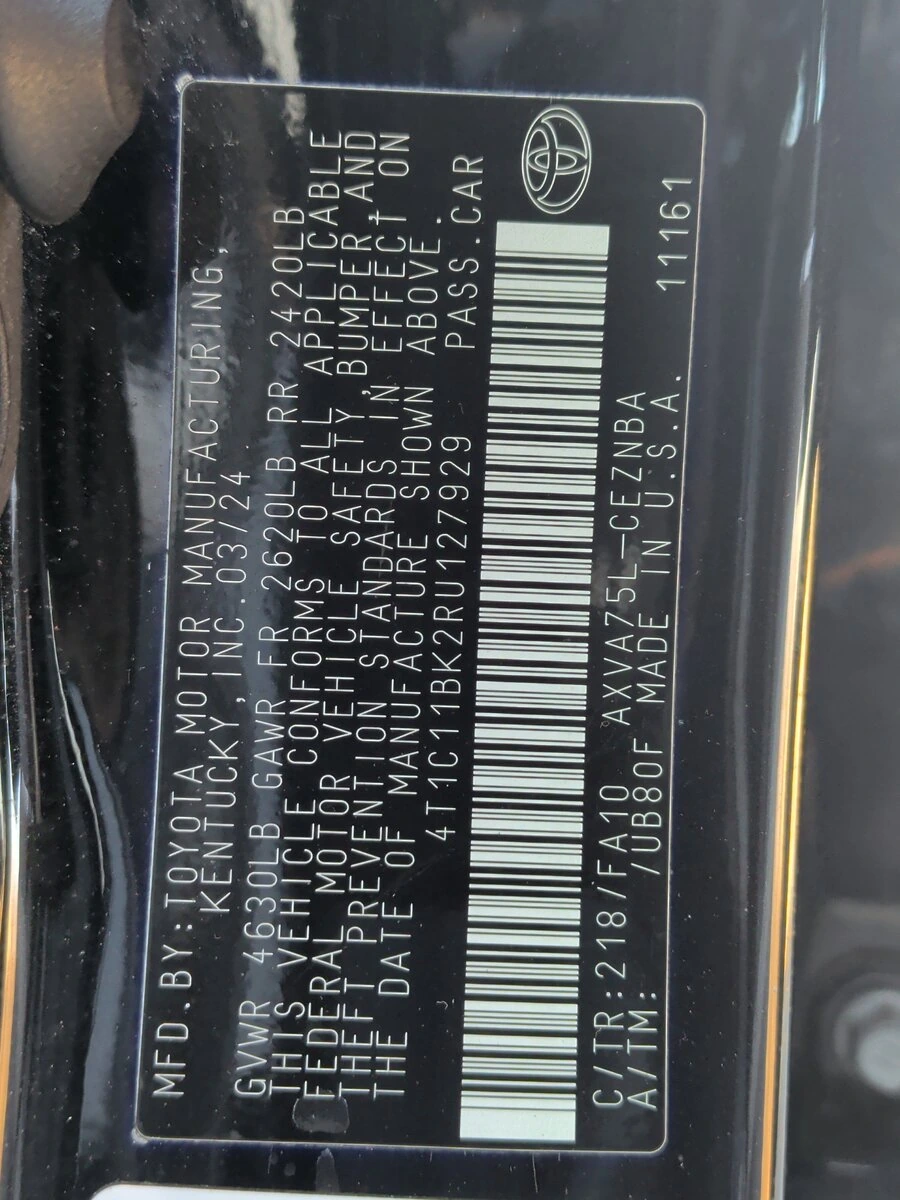 MFD.BY:TOYOTA MOTOR MANUFACTURING,
KENTUCKY,INC.03/24
GVWR 4630LB GAWR FR 2620LB RR 2420LB
THIS VEHICLE CONFORMS TO ALL APPLICABLE
FEDERAL MOTOR VEHICLE SAFETY,BUMPER,AND
THEFT PREVENTION STANDARDS IN EFFECT ON
THE DATE OF MANUFACTURE SHOWN ABOVE.
4T1C11BK2RU127929 PASS.CAR
C/TR:218/FA10 AXVA75L-CEZNBA
A/TM: /UB80F MADE IN U.S.A. 11161